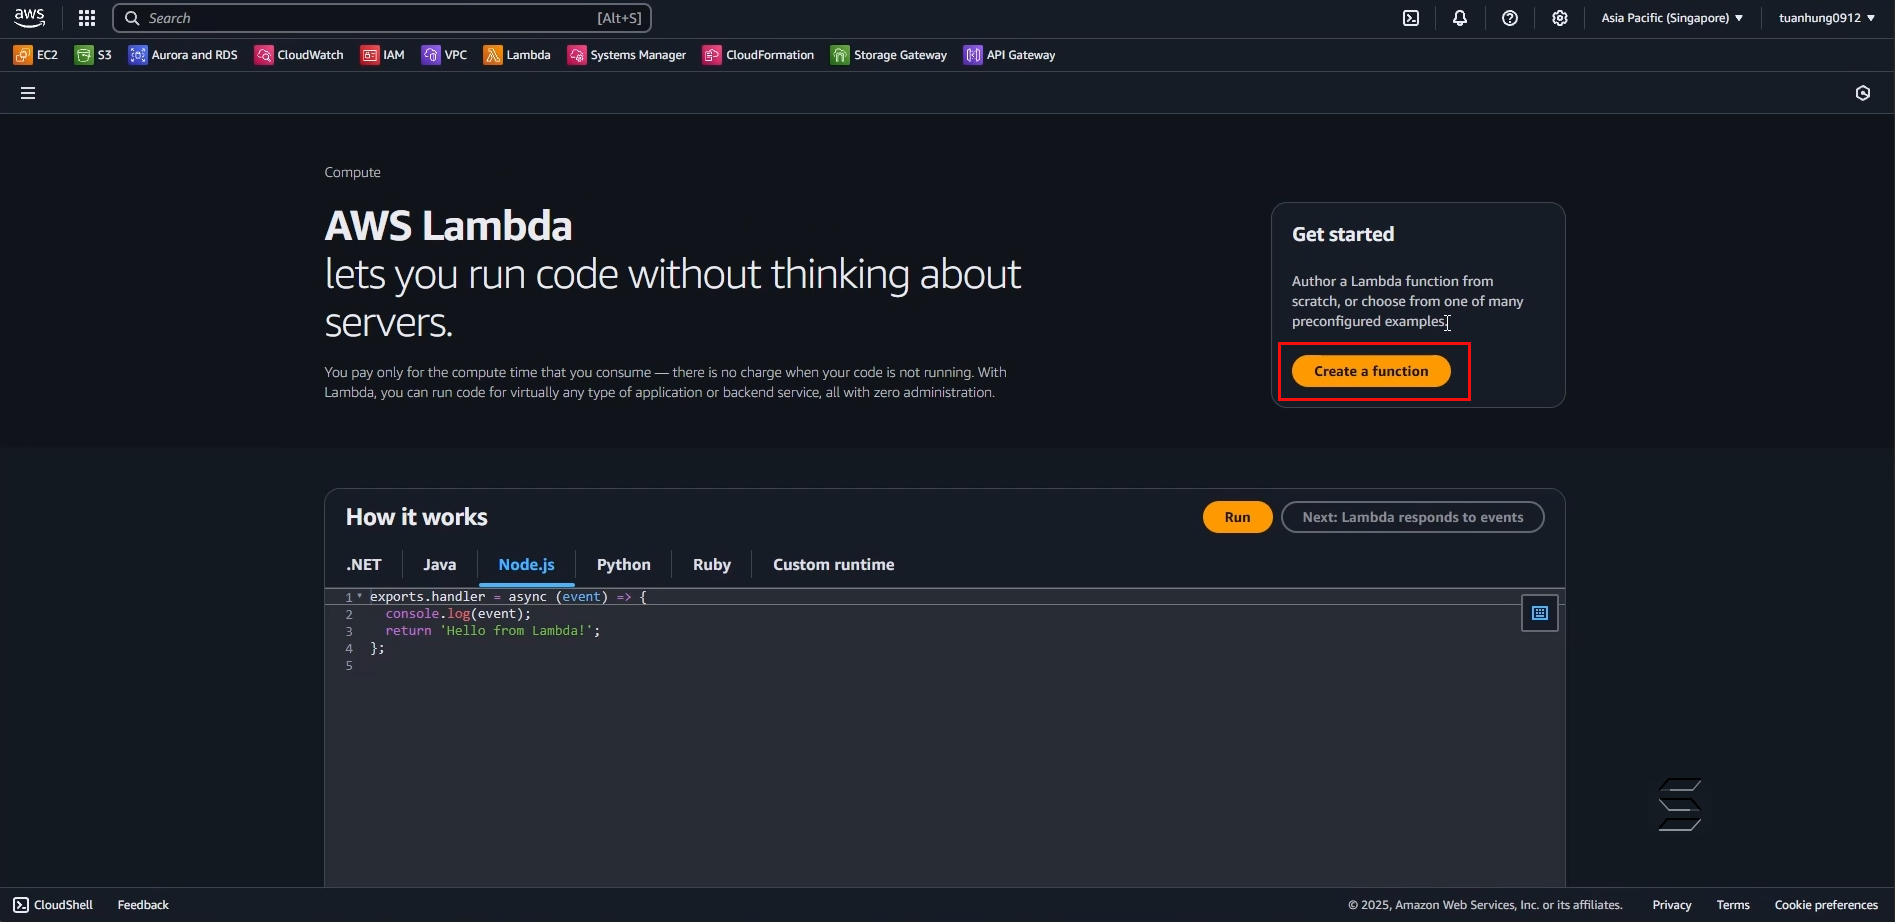 aws
Search [Alt+S]
Asia Pacific (Singapore)
tuanhung0912
EC2 S3 Aurora and RDS CloudWatch IAM VPC Lambda Systems Manager CloudFormation Storage Gateway API Gateway
Compute
AWS Lambda
lets you run code without thinking about
servers.
You pay only for the compute time that you consume — there is no charge when your code is not running. With
Lambda, you can run code for virtually any type of application or backend service, all with zero administration.
Get started
Author a Lambda function from
scratch, or choose from one of many
preconfigured examples.
Create a function
How it works
Run
Next: Lambda responds to events
.NET Java Node.js Python Ruby Custom runtime
1 exports.handler = async (event) => {
2 console.log(event);
3 return 'Hello from Lambda!';
4 };
5
CloudShell Feedback
© 2025, Amazon Web Services, Inc. or its affiliates. Privacy Terms Cookie preferences